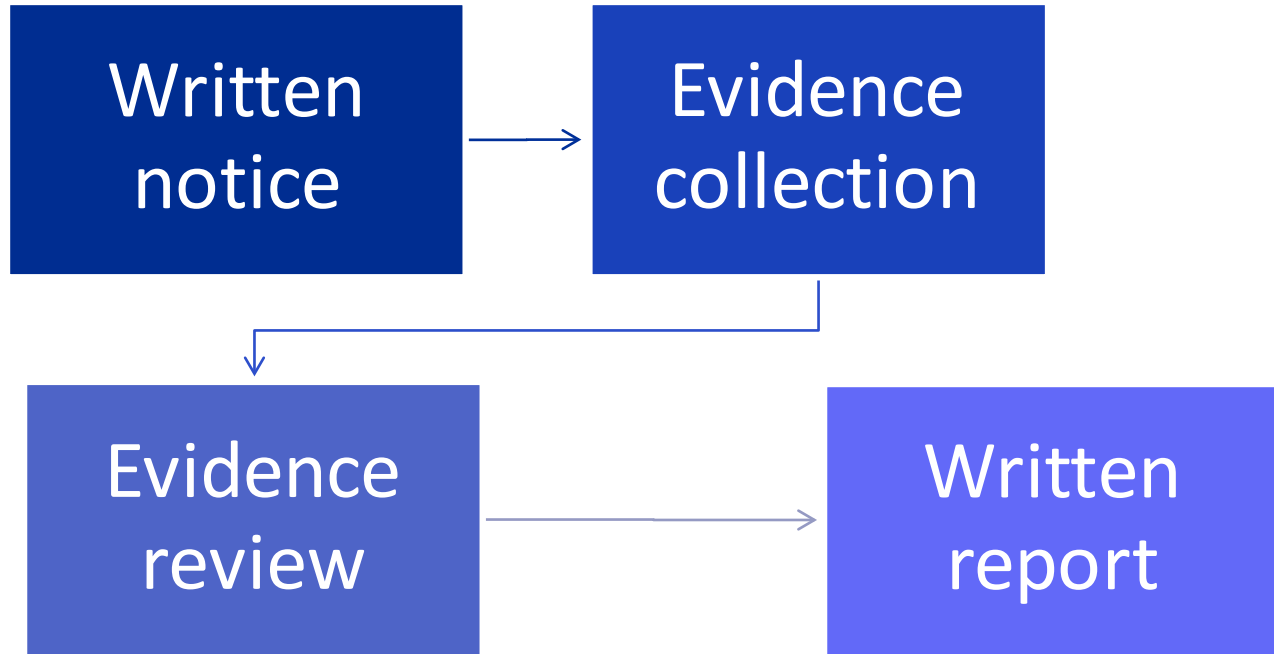 Written
notice
Evidence
collection
Evidence
review
Written
report